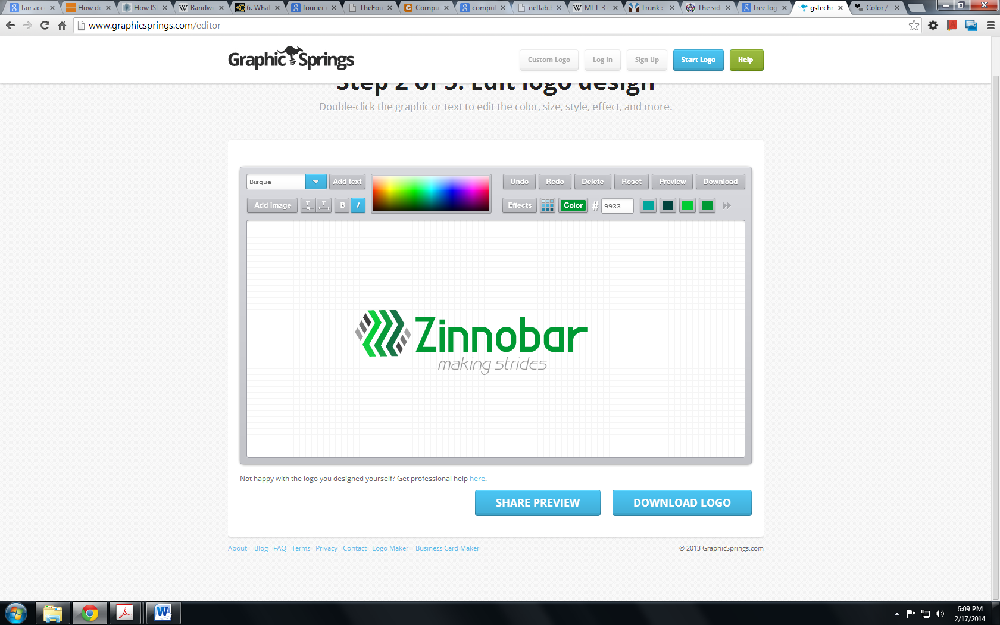 fair acc How do How ISI Bandwi 6. What fourier TheFou Compu comput netlab.l MLT-3 Trunk : The sid free log gstechn Color /
www.graphicsprings.com/editor
Graphic Springs
Custom Logo Log In Sign Up Start Logo Help
Step 2 of 3: Edit logo design
Double-click the graphic or text to edit the color, size, style, effect, and more.
Bisque Add text Undo Redo Delete Reset Preview Download
Add Image T T B I Effects Color # 9933
Zinnobar
making strides
Not happy with the logo you designed yourself? Get professional help here.
SHARE PREVIEW DOWNLOAD LOGO
About Blog FAQ Terms Privacy Contact Logo Maker Business Card Maker © 2013 GraphicSprings.com
6:09 PM
2/17/2014